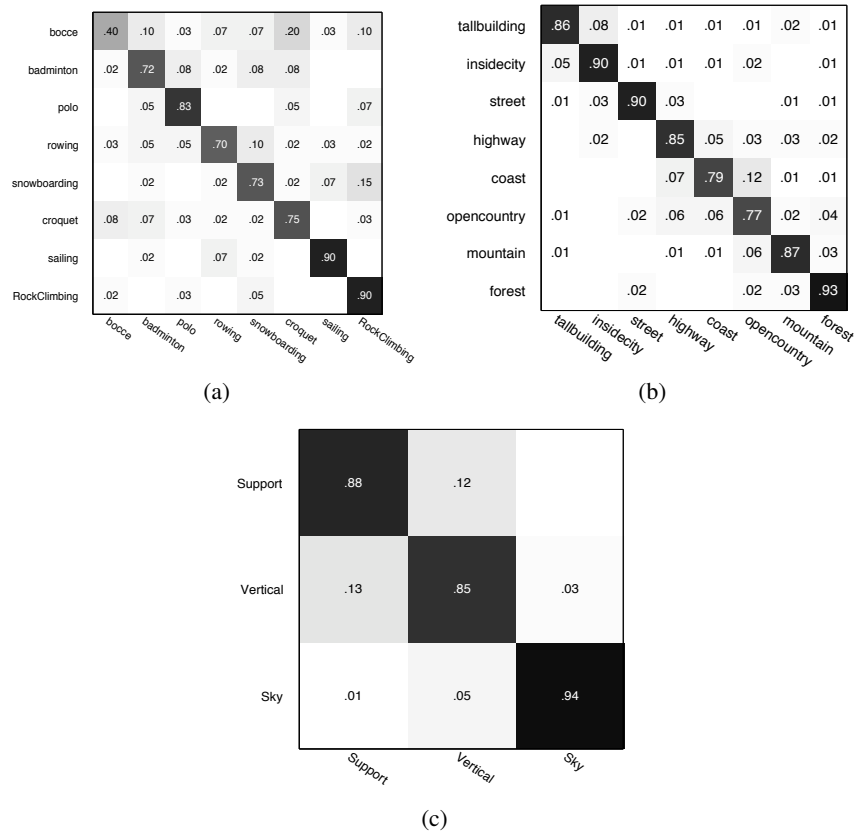 bocce .40 .10 .03 .07 .07 .20 .03 .10
badminton .02 .72 .08 .02 .08 .08
polo .05 .83 .05 .07
rowing .03 .05 .05 .70 .10 .02 .03 .02
snowboarding .02 .02 .73 .02 .07 .15
croquet .08 .07 .03 .02 .02 .75 .03
sailing .02 .07 .02 .90
RockClimbing .02 .03 .05 .90
bocce badminton polo rowing snowboarding croquet sailing RockClimbing
(a)
tallbuilding .86 .08 .01 .01 .01 .01 .02 .01
insidecity .05 .90 .01 .01 .01 .02 .01
street .01 .03 .90 .03 .01 .01
highway .02 .85 .05 .03 .03 .02
coast .07 .79 .12 .01 .01
opencountry .01 .02 .06 .06 .77 .02 .04
mountain .01 .01 .01 .06 .87 .03
forest .02 .02 .03 .93
tallbuilding insidecity street highway coast opencountry mountain forest
(b)
Support .88 .12
Vertical .13 .85 .03
Sky .01 .05 .94
Support Vertical Sky
(c)